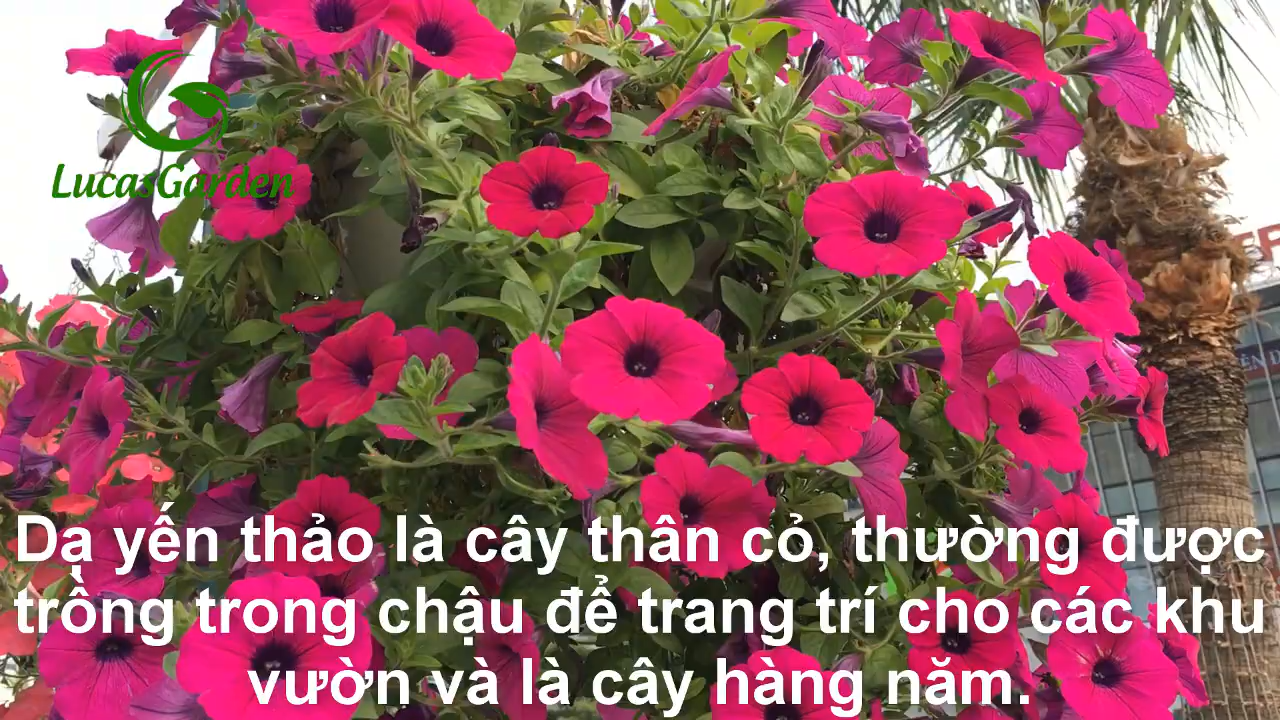 LucasGarden
Dạ yến thảo là cây thân cỏ, thường được
trồng trong chậu để trang trí cho các khu
vườn và là cây hàng năm.